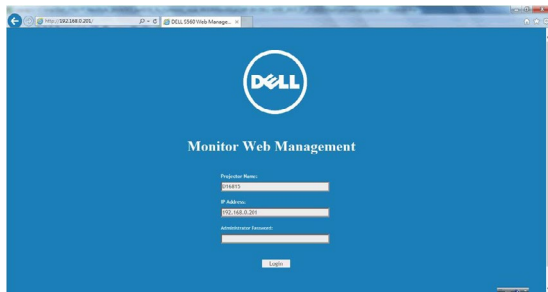 http://192.168.0.201/
DELL S560 Web Manage...
DELL
Monitor Web Management
Projector Name:
IP Address:
192.168.0.201
Administrator Password:
Login